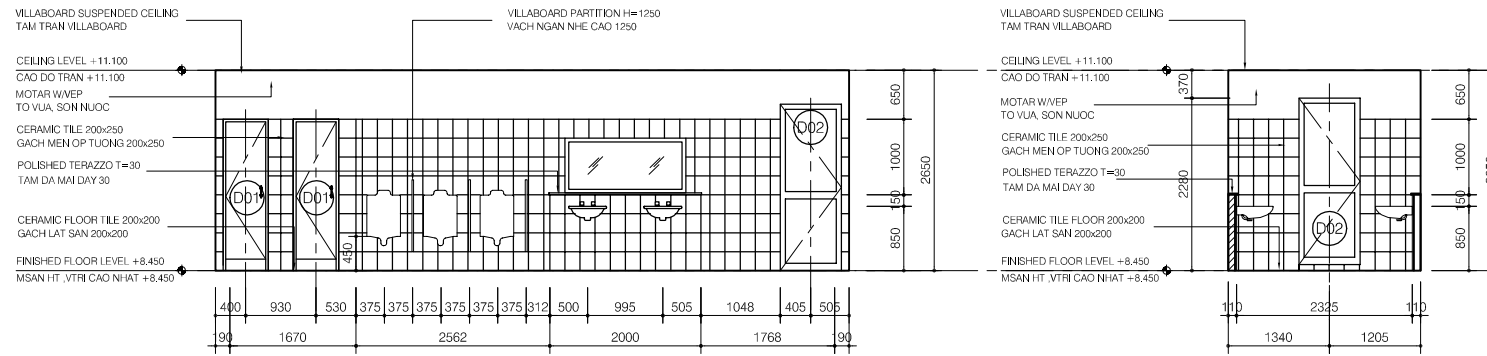 VILLABOARD SUSPENDED CEILING
TAM TRAN VILLABOARD
VILLABOARD PARTITION H=1250
VACH NGAN NHE CAO 1250
CEILING LEVEL +11.100
CAO DO TRAN +11.100
MOTAR W/VEP
TO VUA, SON NUOC
CERAMIC TILE 200x250
GACH MEN OP TUONG 200x250
POLISHED TERAZZO T=30
TAM DA MAI DAY 30
CERAMIC FLOOR TILE 200x200
GACH LAT SAN 200x200
FINISHED FLOOR LEVEL +8.450
MSAN HT ,VTRI CAO NHAT +8.450
D01
D01
D02
450
650
1000
150
850
2650
400 930 530 375 375 375 375 375 375 312 500 995 505 1048 405 505
190 1670 2562 2000 1768 190
VILLABOARD SUSPENDED CEILING
TAM TRAN VILLABOARD
CEILING LEVEL +11.100
CAO DO TRAN +11.100
MOTAR W/VEP
TO VUA, SON NUOC
CERAMIC TILE 200x250
GACH MEN OP TUONG 200x250
POLISHED TERAZZO T=30
TAM DA MAI DAY 30
CERAMIC TILE FLOOR 200x200
GACH LAT SAN 200x200
FINISHED FLOOR LEVEL +8.450
MSAN HT ,VTRI CAO NHAT +8.450
370
2280
D02
650
1000
150
850
110 2325 110
1340 1205